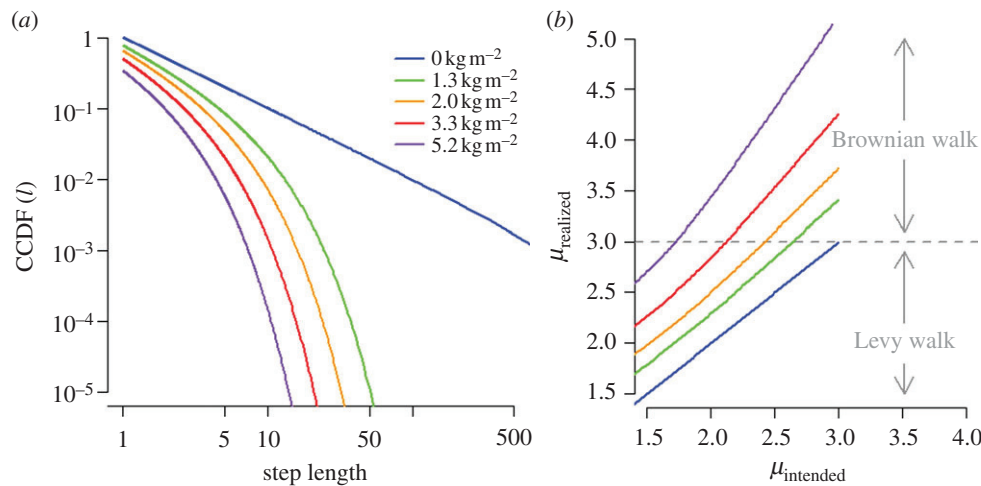 (a)
1
10⁻¹
10⁻²
10⁻³
10⁻⁴
10⁻⁵
CCDF (l)
0 kg m⁻²
1.3 kg m⁻²
2.0 kg m⁻²
3.3 kg m⁻²
5.2 kg m⁻²
1 5 10 50 500
step length
(b)
5.0
4.5
4.0
3.5
3.0
2.5
2.0
1.5
μrealized
Brownian walk
Levy walk
1.5 2.0 2.5 3.0 3.5 4.0
μintended